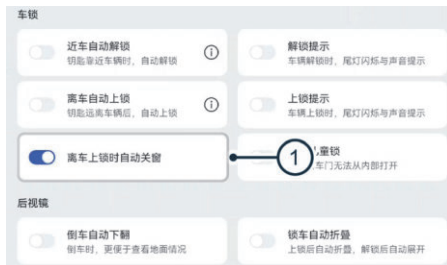 车锁
近车自动解锁
钥匙靠近车辆时,自动解锁
解锁提示
车辆解锁时,尾灯闪烁与声音提示
离车自动上锁
钥匙远离车辆后,自动上锁
上锁提示
车辆上锁时,尾灯闪烁与声音提示
离车上锁时自动关窗
1
童锁
车门无法从内部打开
后视镜
倒车自动下翻
倒车时,更便于查看地面情况
锁车自动折叠
上锁后自动折叠,解锁后自动展开